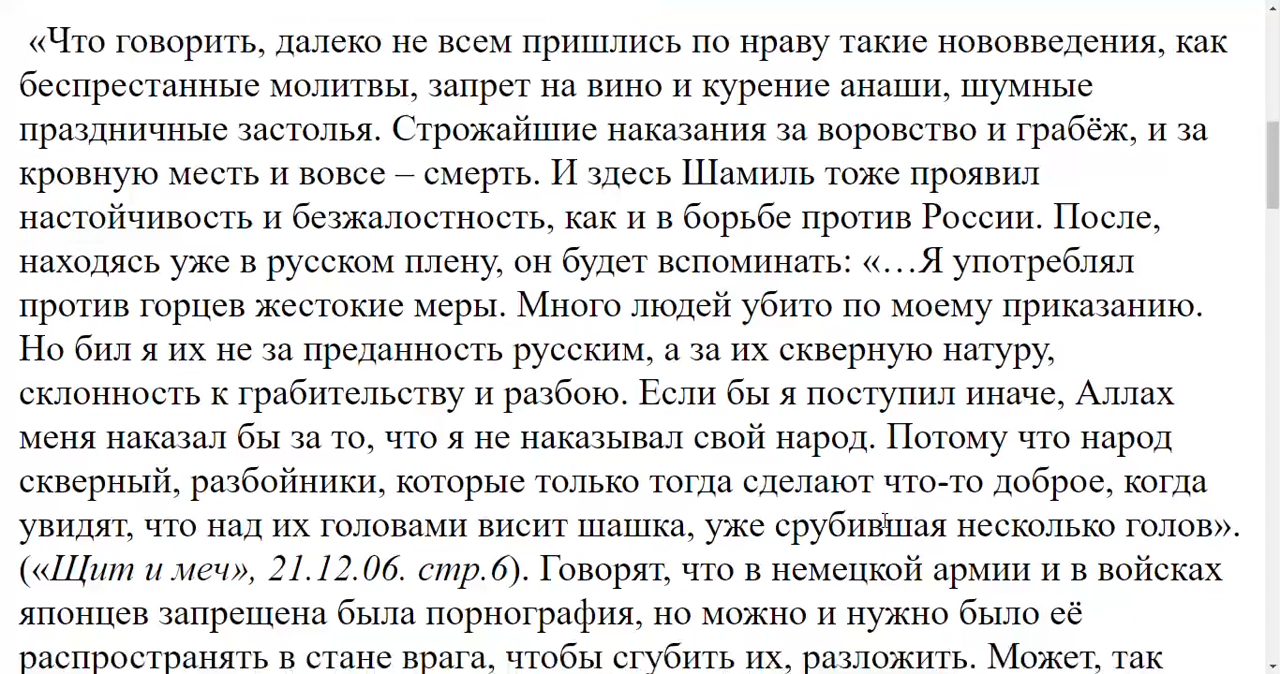 «Что говорить, далеко не всем пришлись по нраву такие нововведения, как
беспрестанные молитвы, запрет на вино и курение анаши, шумные
праздничные застолья. Строжайшие наказания за воровство и грабёж, и за
кровную месть и вовсе – смерть. И здесь Шамиль тоже проявил
настойчивость и безжалостность, как и в борьбе против России. После,
находясь уже в русском плену, он будет вспоминать: «…Я употреблял
против горцев жестокие меры. Много людей убито по моему приказанию.
Но бил я их не за преданность русским, а за их скверную натуру,
склонность к грабительству и разбою. Если бы я поступил иначе, Аллах
меня наказал бы за то, что я не наказывал свой народ. Потому что народ
скверный, разбойники, которые только тогда сделают что-то доброе, когда
увидят, что над их головами висит шашка, уже срубившая несколько голов».
(«Щит и меч», 21.12.06. стр.6). Говорят, что в немецкой армии и в войсках
японцев запрещена была порнография, но можно и нужно было её
распространять в стане врага, чтобы сгубить их, разложить. Может, так